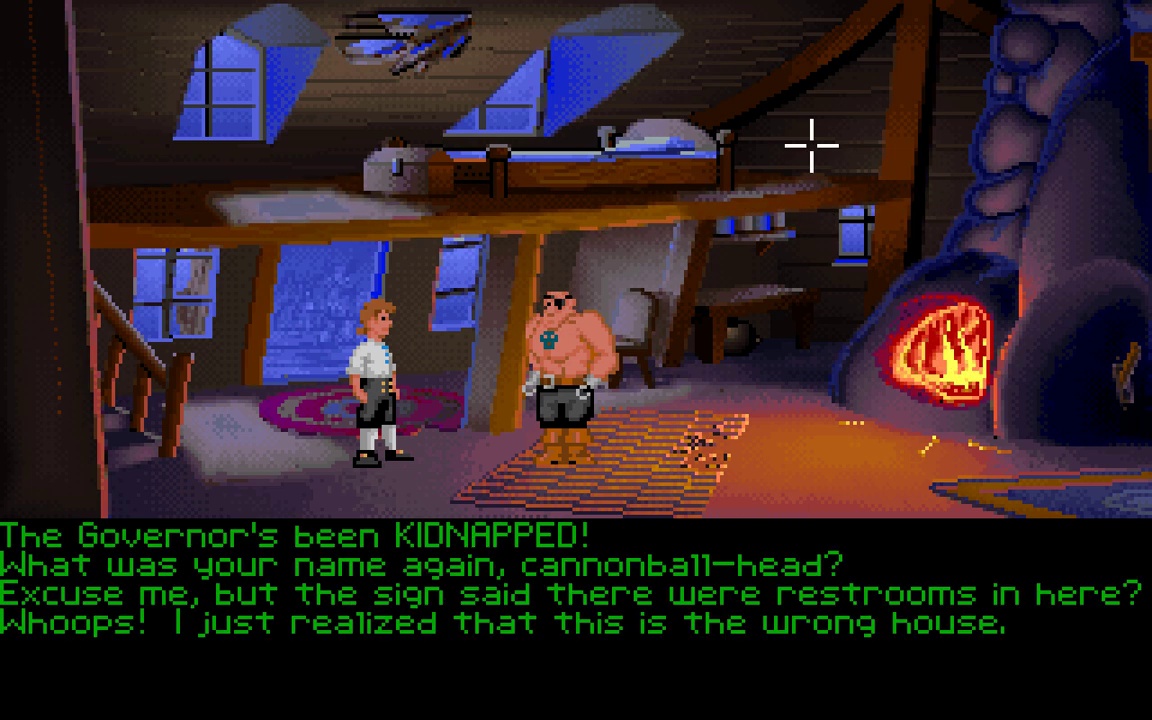 The Governor's been KIDNAPPED!
What was your name again, cannonball-head?
Excuse me, but the sign said there were restrooms in here?
Whoops! I just realized that this is the wrong house.